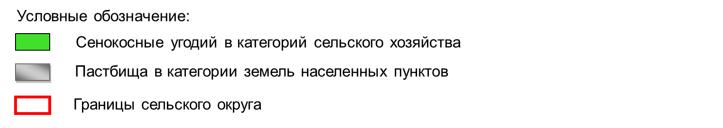 Условные обозначение:
Сенокосные угодий в категорий сельского хозяйства
Пастбища в категории земель населенных пунктов
Границы сельского округа